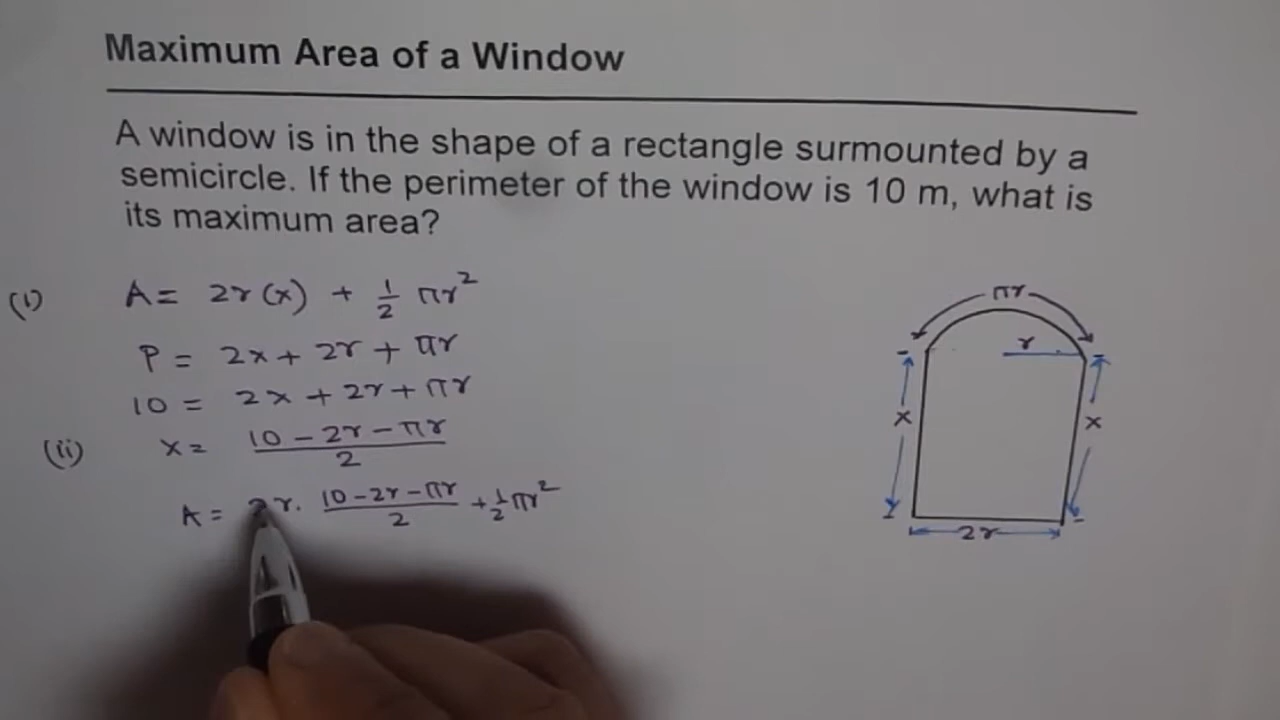 Maximum Area of a Window
A window is in the shape of a rectangle surmounted by a
semicircle. If the perimeter of the window is 10 m, what is
its maximum area?
(i) A = 2r(x) + 1/2 πr²
P = 2x + 2r + πr
10 = 2x + 2r + πr
(ii) x = (10 - 2r - πr)/2
A = 2r · (10 - 2r - πr)/2 + 1/2 πr²
πr
r
x
x
2r